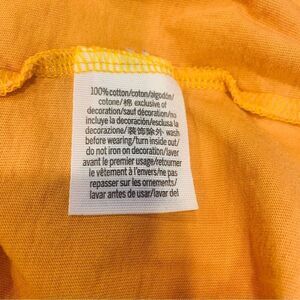 100%cotton/coton/algodón/
cotone/棉 exclusive of
decoration/sauf décoration/no
incluye la decoración/esclusa la
decorazione/装饰除外 wash
before wearing/turn inside out/
do not iron on decoration/laver
avant le premier usage/retourner
le vêtement à l'envers/ne pas
repasser sur les ornements/
lavar antes de usar/lavar del